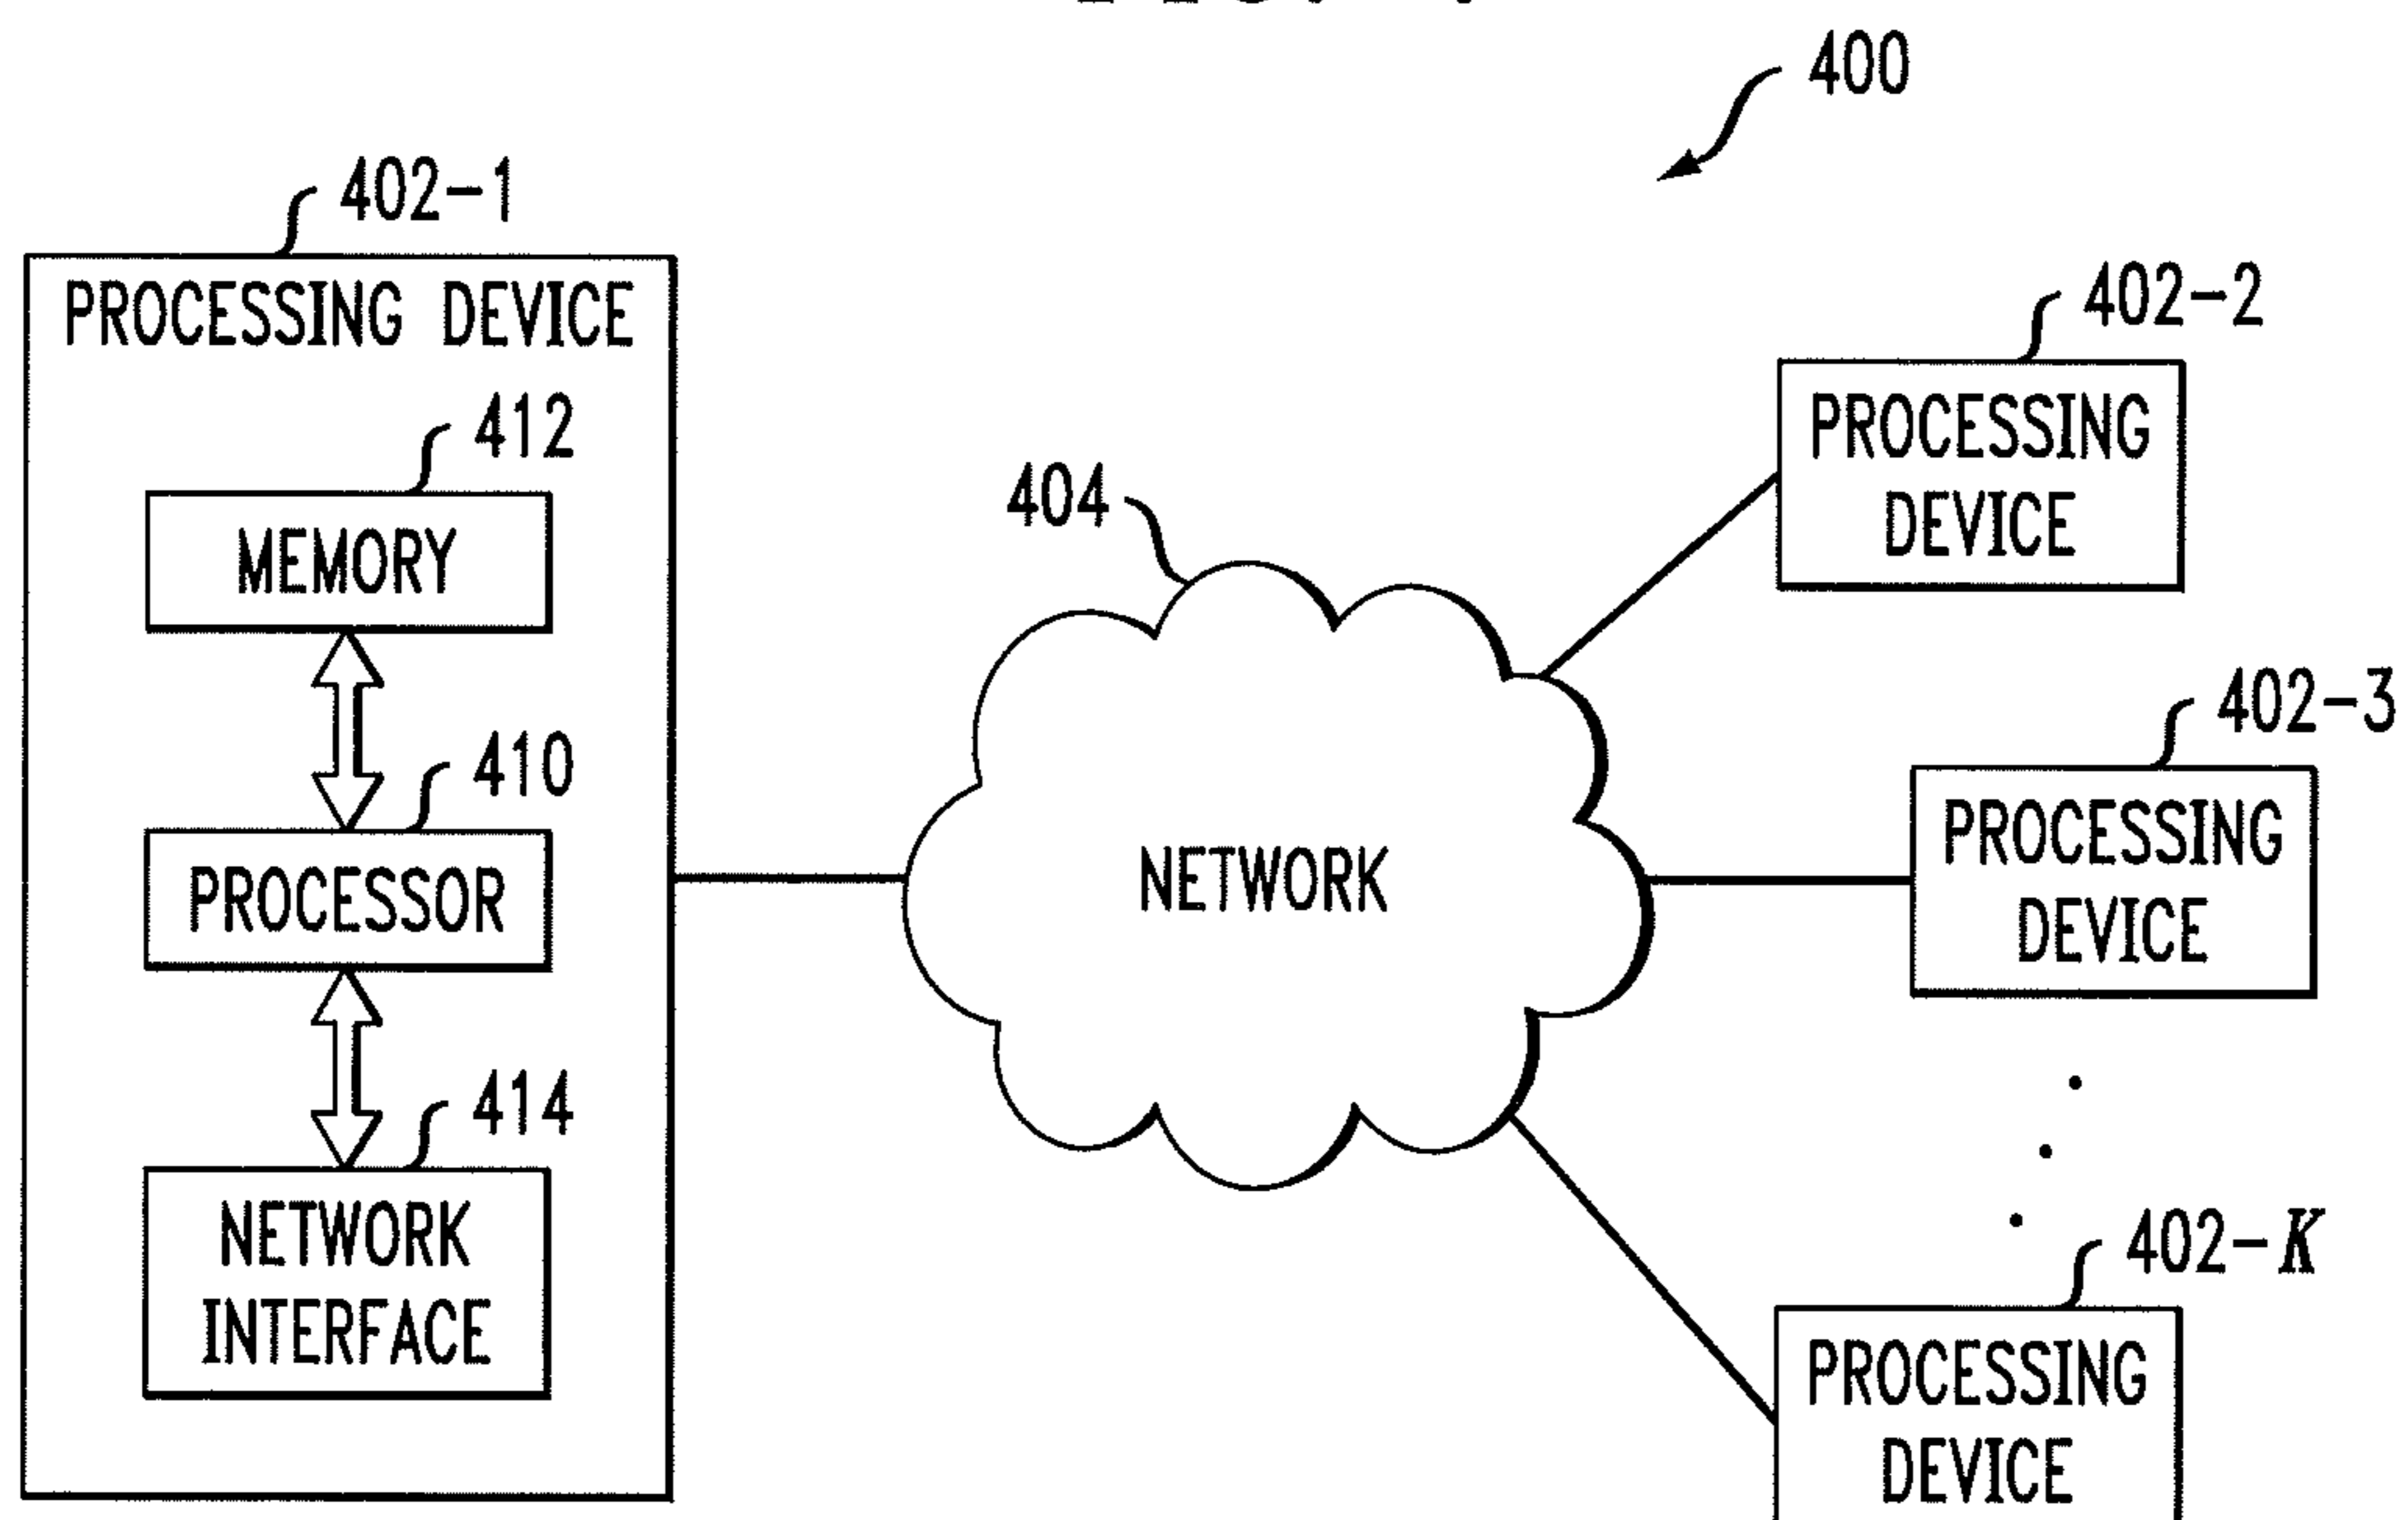 400
402-1
PROCESSING DEVICE
412
MEMORY
410
PROCESSOR
414
NETWORK
INTERFACE
404
NETWORK
402-2
PROCESSING
DEVICE
402-3
PROCESSING
DEVICE
402-K
PROCESSING
DEVICE